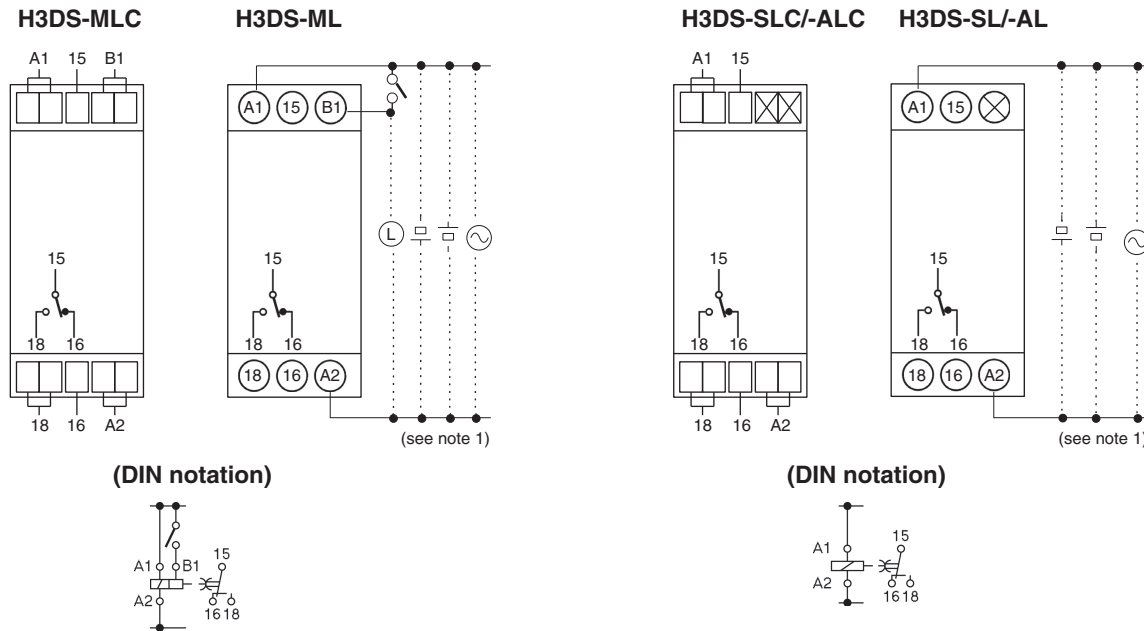 H3DS-MLC
H3DS-ML
H3DS-SLC/-ALC
H3DS-SL/-AL
A1 15 B1
A1 15 B1
L
15
18 16
15
18 16
18 16 A2
18 16 A2
(see note 1)
A1 15
A1 15
15
18 16
15
18 16
18 16 A2
18 16 A2
(see note 1)
(DIN notation)
A1 B1 15
A2
16 18
(DIN notation)
A1 15
A2
16 18